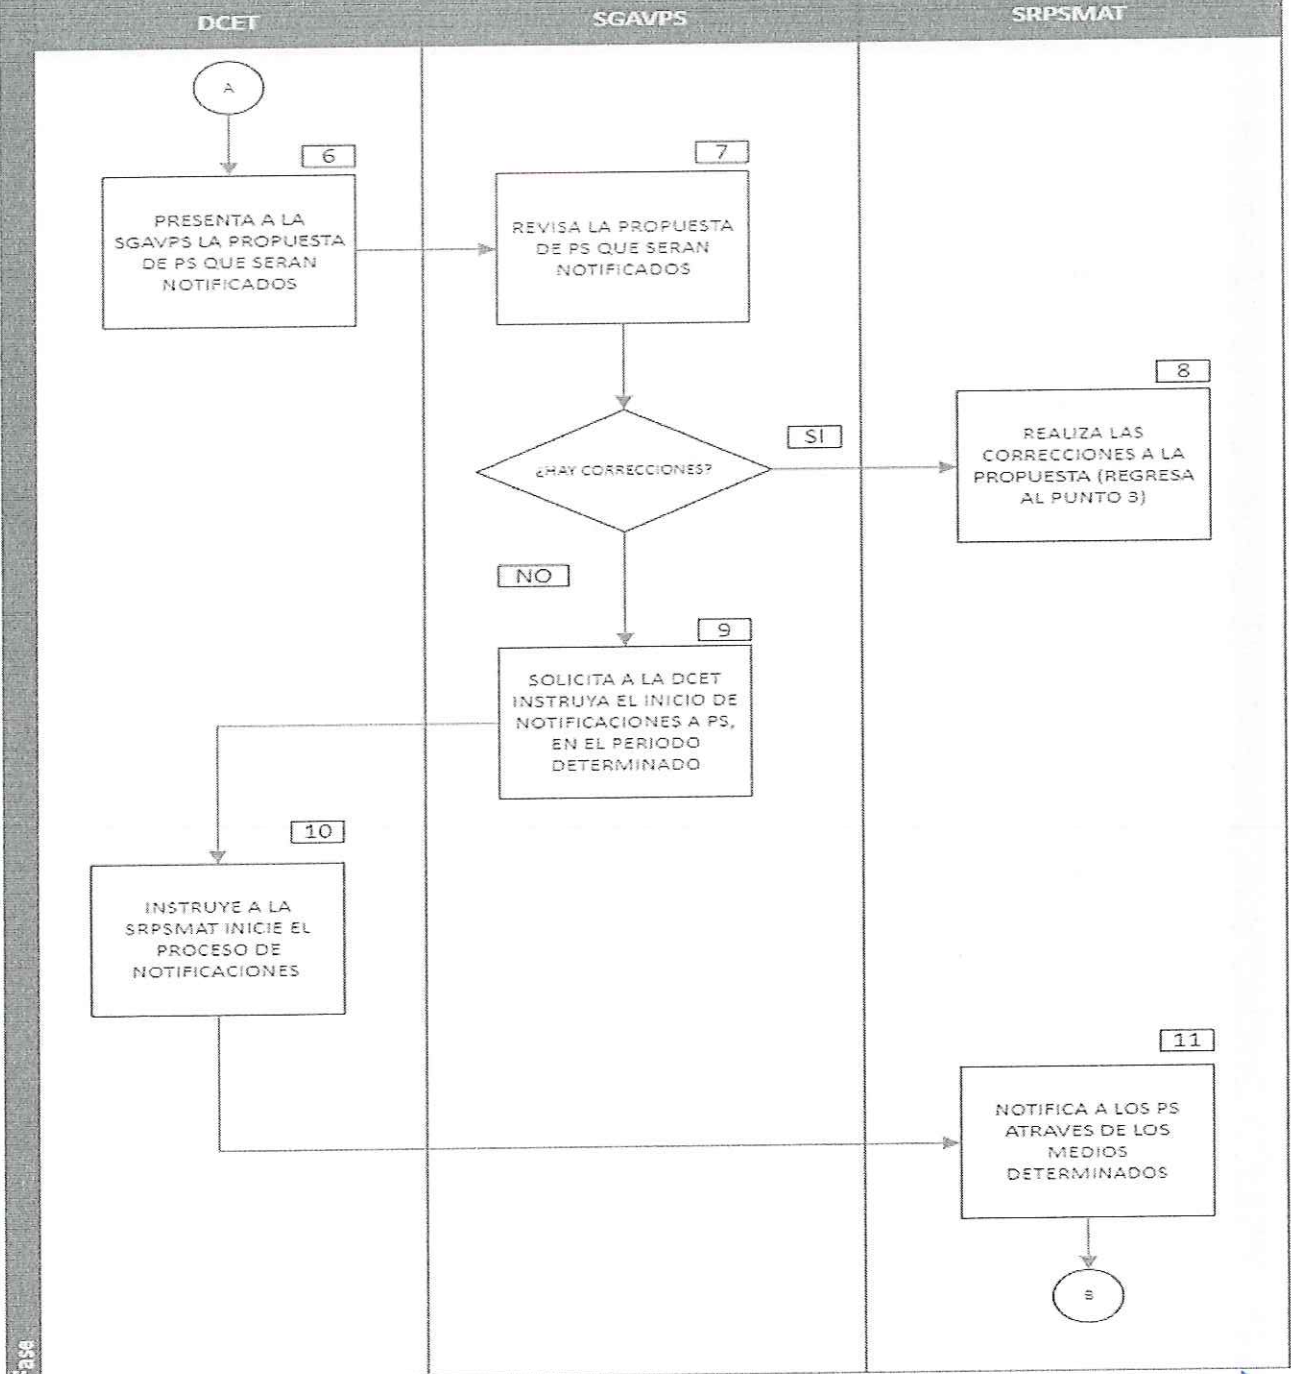 DCET
SGAVPS
SRPSMAT
A
6
PRESENTA A LA
SGAVPS LA PROPUESTA
DE PS QUE SERAN
NOTIFICADOS
7
REVISA LA PROPUESTA
DE PS QUE SERAN
NOTIFICADOS
¿HAY CORRECCIONES?
SI
8
REALIZA LAS
CORRECCIONES A LA
PROPUESTA (REGRESA
AL PUNTO 3)
NO
9
SOLICITA A LA DCET
INSTRUYA EL INICIO DE
NOTIFICACIONES A PS,
EN EL PERIODO
DETERMINADO
10
INSTRUYE A LA
SRPSMAT INICIE EL
PROCESO DE
NOTIFICACIONES
11
NOTIFICA A LOS PS
ATRAVES DE LOS
MEDIOS
DETERMINADOS
B